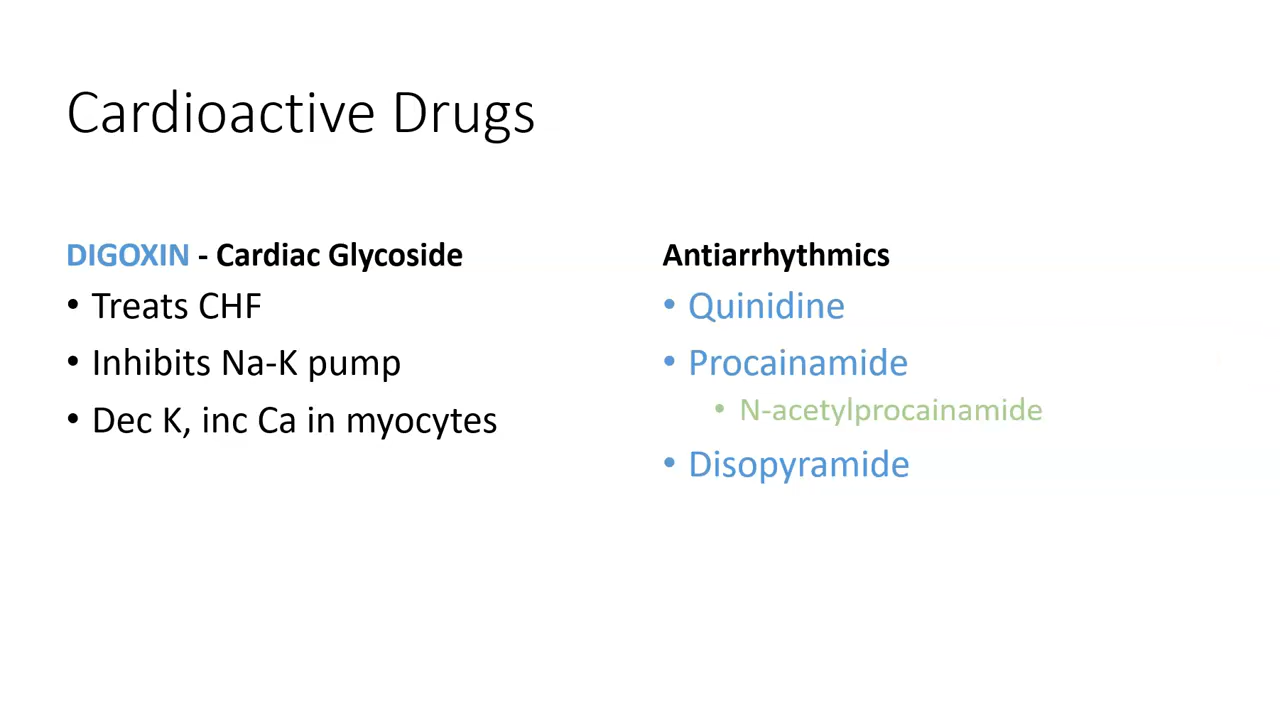 Cardioactive Drugs
DIGOXIN - Cardiac Glycoside
• Treats CHF
• Inhibits Na-K pump
• Dec K, inc Ca in myocytes
Antiarrhythmics
• Quinidine
• Procainamide
• N-acetylprocainamide
• Disopyramide